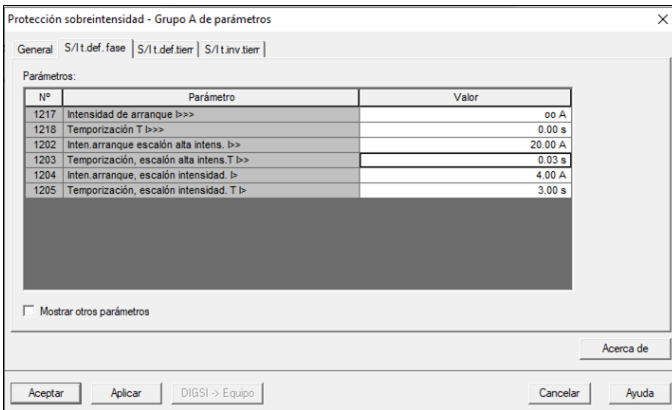 Protección sobreintensidad - Grupo A de parámetros
General S/I t.def. fase S/I t.def.tierr S/I t.inv.tierr
Parámetros:
Nº Parámetro Valor
1217 Intensidad de arranque I>>> oo A
1218 Temporización T I>>> 0.00 s
1202 Inten.arranque escalón alta intens. I>> 20.00 A
1203 Temporización, escalón alta intens.T I>> 0.03 s
1204 Inten.arranque, escalón intensidad. I> 4.00 A
1205 Temporización, escalón intensidad. T I> 3.00 s
Mostrar otros parámetros
Acerca de
Aceptar Aplicar DIGSI -> Equipo Cancelar Ayuda